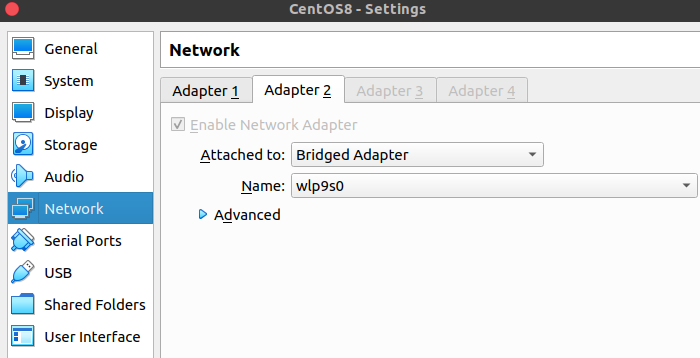 CentOS8 - Settings
General
System
Display
Storage
Audio
Network
Serial Ports
USB
Shared Folders
User Interface
Network
Adapter 1 Adapter 2 Adapter 3 Adapter 4
Enable Network Adapter
Attached to: Bridged Adapter
Name: wlp9s0
Advanced